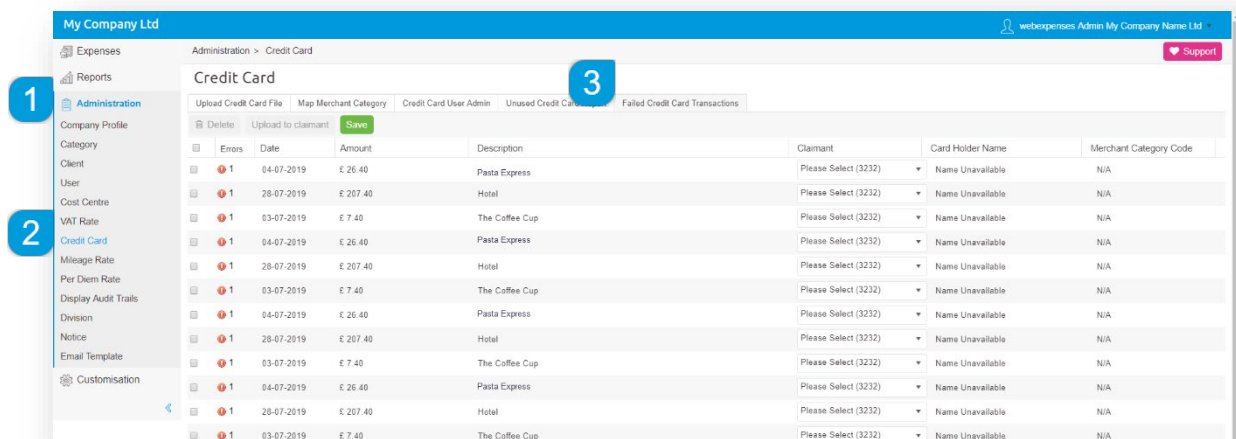 My Company Ltd
webexpenses Admin My Company Name Ltd
Expenses
Administration > Credit Card
Support
Reports
Credit Card
3
1
Administration
Upload Credit Card File Map Merchant Category Credit Card User Admin Unused Credit Card Failed Credit Card Transactions
Company Profile
Delete Upload to claimant Save
Category
Errors Date Amount Description Claimant Card Holder Name Merchant Category Code
Client
1 04-07-2019 £ 26.40 Pasta Express Please Select (3232) Name Unavailable N/A
User
1 28-07-2019 £ 207.40 Hotel Please Select (3232) Name Unavailable N/A
Cost Centre
1 03-07-2019 £ 7.40 The Coffee Cup Please Select (3232) Name Unavailable N/A
VAT Rate
2
Credit Card
1 04-07-2019 £ 26.40 Pasta Express Please Select (3232) Name Unavailable N/A
Mileage Rate
1 28-07-2019 £ 207.40 Hotel Please Select (3232) Name Unavailable N/A
Per Diem Rate
1 03-07-2019 £ 7.40 The Coffee Cup Please Select (3232) Name Unavailable N/A
Display Audit Trails
Division
1 04-07-2019 £ 26.40 Pasta Express Please Select (3232) Name Unavailable N/A
Notice
1 28-07-2019 £ 207.40 Hotel Please Select (3232) Name Unavailable N/A
Email Template
1 03-07-2019 £ 7.40 The Coffee Cup Please Select (3232) Name Unavailable N/A
Customisation
1 04-07-2019 £ 26.40 Pasta Express Please Select (3232) Name Unavailable N/A
1 28-07-2019 £ 207.40 Hotel Please Select (3232) Name Unavailable N/A
1 03-07-2019 £ 7.40 The Coffee Cup Please Select (3232) Name Unavailable N/A